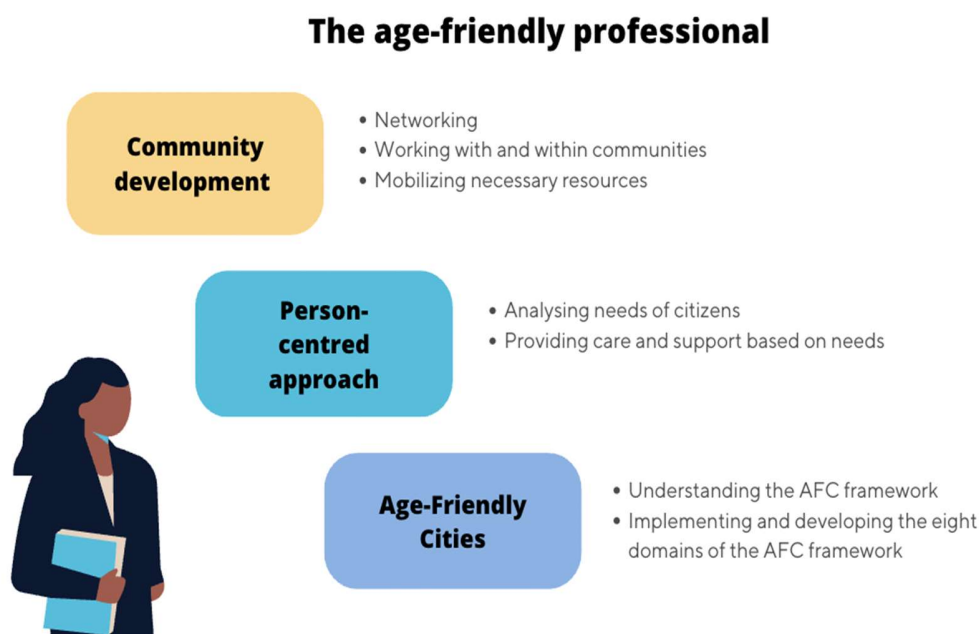 The age-friendly professional
Community
development
• Networking
• Working with and within communities
• Mobilizing necessary resources
Person-
centred
approach
• Analysing needs of citizens
• Providing care and support based on needs
Age-Friendly
Cities
• Understanding the AFC framework
• Implementing and developing the eight
domains of the AFC framework